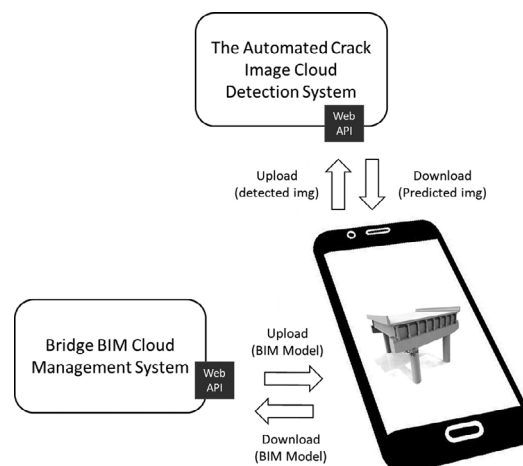 The Automated Crack
Image Cloud
Detection System
Web
API
Upload
(detected img)
Download
(Predicted img)
Bridge BIM Cloud
Management System
Web
API
Upload
(BIM Model)
Download
(BIM Model)